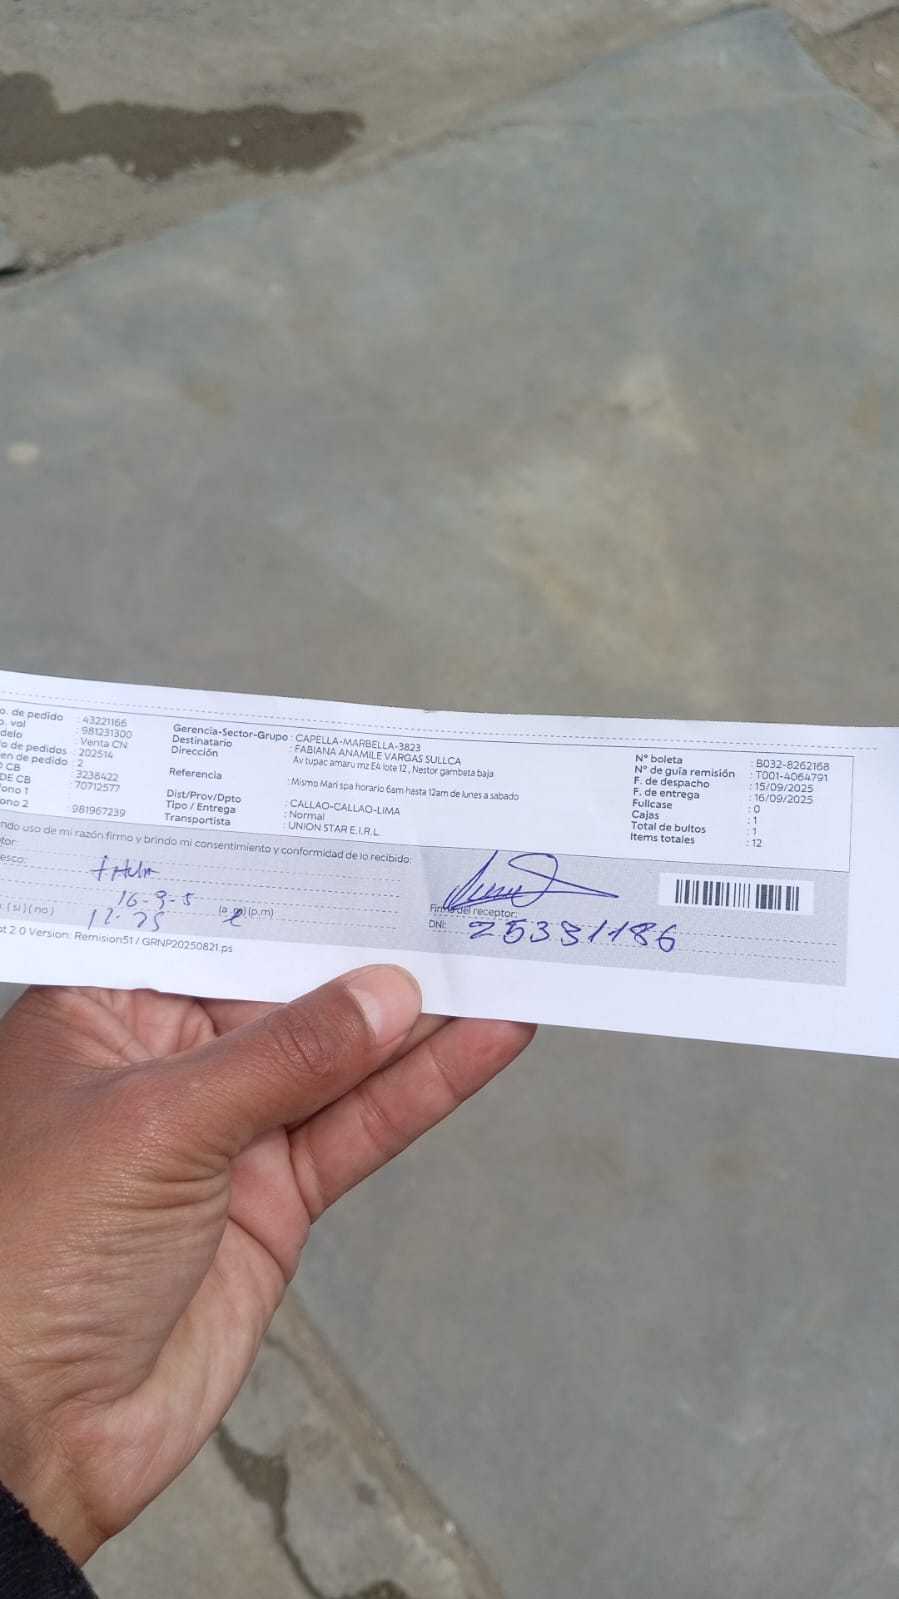 o. de pedido : 43221166
o. vol : 981231300
delo : Venta CN
o de pedidos : 202514
en de pedido : 2
O CB : 3238422
DE CB : 70712577
fono 1
ono 2 : 981967239
Gerencia-Sector-Grupo : CAPELLA-MARBELLA-3823
Destinatario : FABIANA ANAMILE VARGAS SULLCA
Dirección : Av tupac amaru mz E4 lote 12 , Nestor gambeta baja
Referencia : Mismo Mari spa horario 6am hasta 12am de lunes a sabado
Dist/Prov/Dpto : CALLAO-CALLAO-LIMA
Tipo / Entrega : Normal
Transportista : UNION STAR E.I.R.L.
N° boleta : B032-8262168
N° de guía remisión : T001-4064791
F. de despacho : 15/09/2025
F. de entrega : 16/09/2025
Fullcase : 0
Cajas : 1
Total de bultos : 1
Items totales : 12
ndo uso de mi razón firmo y brindo mi consentimiento y conformidad de lo recibido:
tor:
esco:
16-9-5
( si ) ( no ) 12:25 (a.m) (p.m)
Firma del receptor:
DNI: 25331186
ot 2.0 Version: Remision51 / GRNP20250821.ps